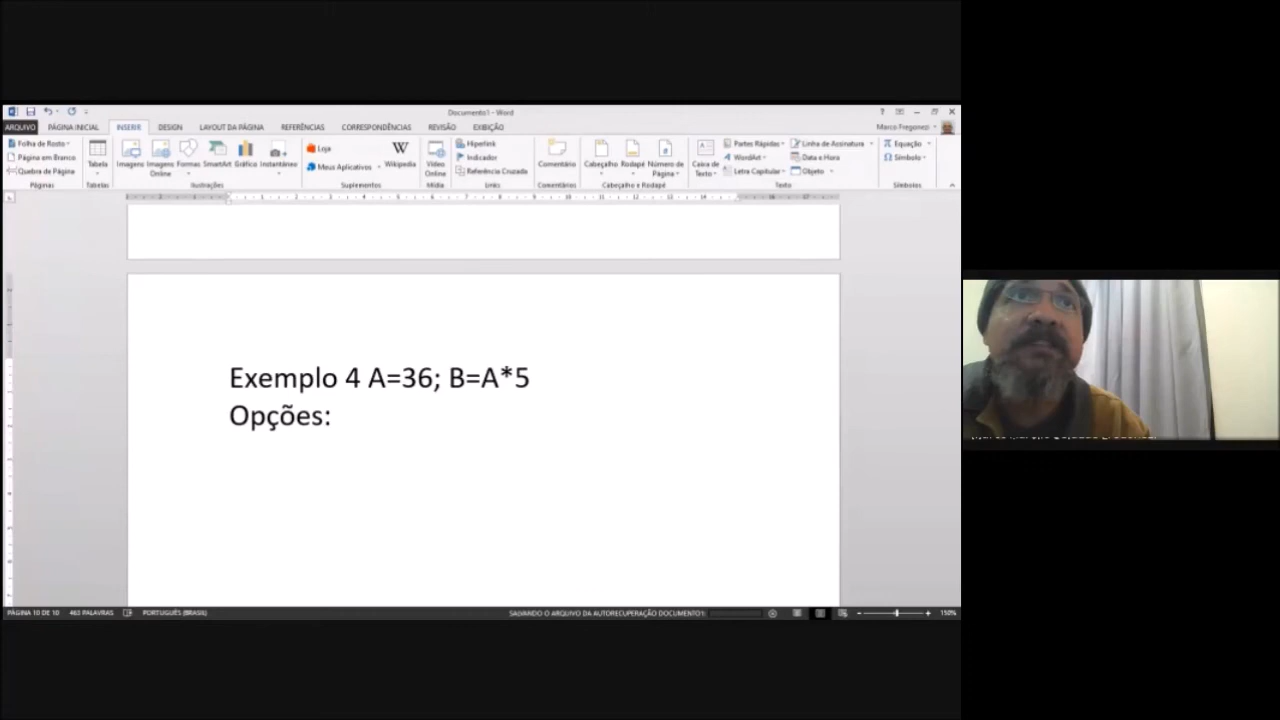 Documento1 - Word
ARQUIVO PÁGINA INICIAL INSERIR DESIGN LAYOUT DA PÁGINA REFERÊNCIAS CORRESPONDÊNCIAS REVISÃO EXIBIÇÃO
Marco Fregonezi
Folha de Rosto
Página em Branco
Quebra de Página
Páginas
Tabela
Tabelas
Imagens
Imagens Online
Formas
SmartArt
Gráfico
Instantâneo
Ilustrações
Loja
Meus Aplicativos
Wikipedia
Suplementos
Vídeo Online
Mídia
Hiperlink
Indicador
Referência Cruzada
Links
Comentário
Comentários
Cabeçalho
Rodapé
Número de Página
Cabeçalho e Rodapé
Caixa de Texto
Partes Rápidas
WordArt
Letra Capitular
Linha de Assinatura
Data e Hora
Objeto
Texto
Equação
Símbolo
Símbolos
Exemplo 4 A=36; B=A*5
Opções:
PÁGINA 10 DE 10 463 PALAVRAS PORTUGUÊS (BRASIL) SALVANDO O ARQUIVO DA AUTORECUPERAÇÃO DOCUMENTO1: 150%